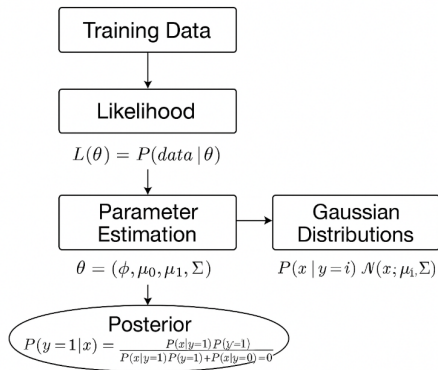 Training Data
Likelihood
L(θ) = P(data | θ)
Parameter
Estimation
θ = (ϕ, μ₀, μ₁, Σ)
Gaussian
Distributions
P(x | y = i) 𝒩(x; μᵢ, Σ)
Posterior
P(y = 1|x) = P(x|y=1) P(y=1) / P(x|y=1) P(y=1)+P(x|y=0)=0